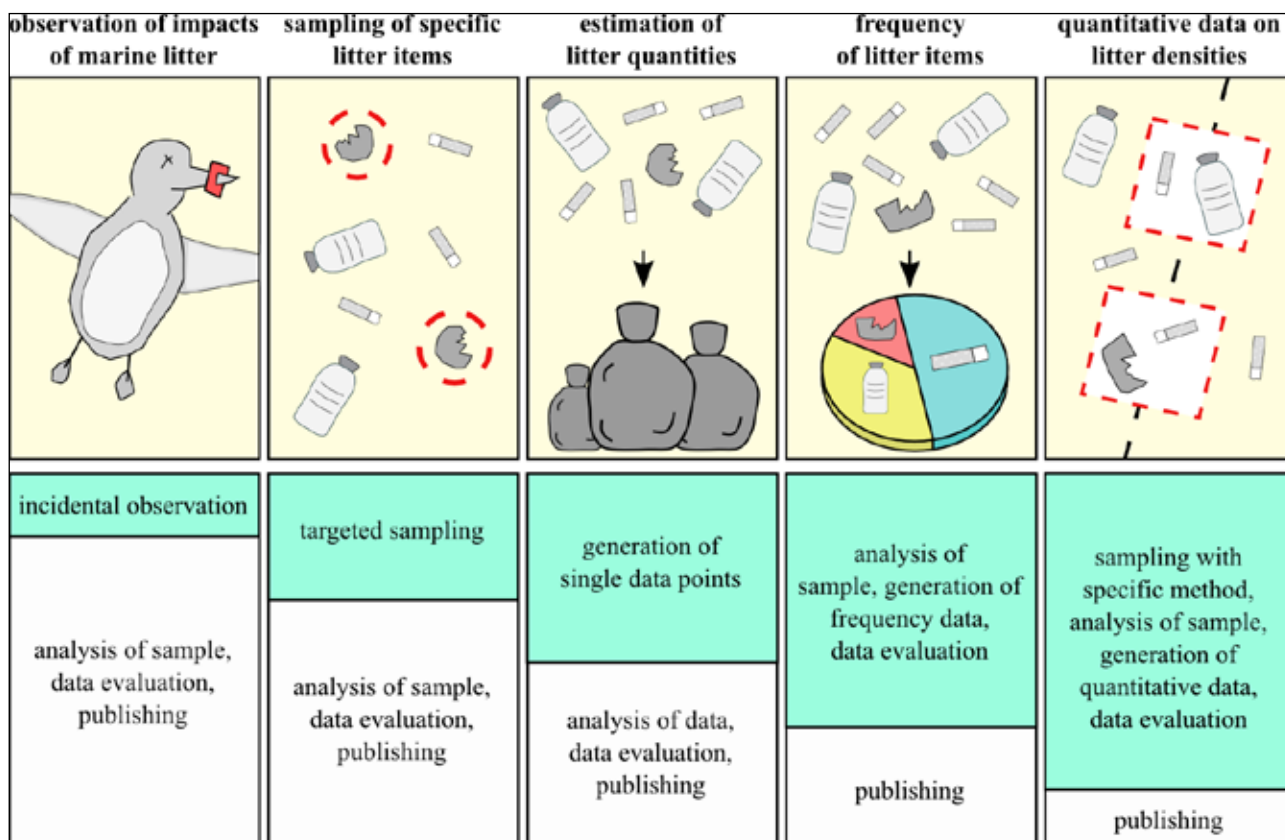 observation of impacts
of marine litter
sampling of specific
litter items
estimation of
litter quantities
frequency
of litter items
quantitative data on
litter densities
incidental observation
analysis of sample,
data evaluation,
publishing
targeted sampling
analysis of sample,
data evaluation,
publishing
generation of
single data points
analysis of data,
data evaluation,
publishing
analysis of
sample, generation of
frequency data,
data evaluation
publishing
sampling with
specific method,
analysis of sample,
generation of
quantitative data,
data evaluation
publishing